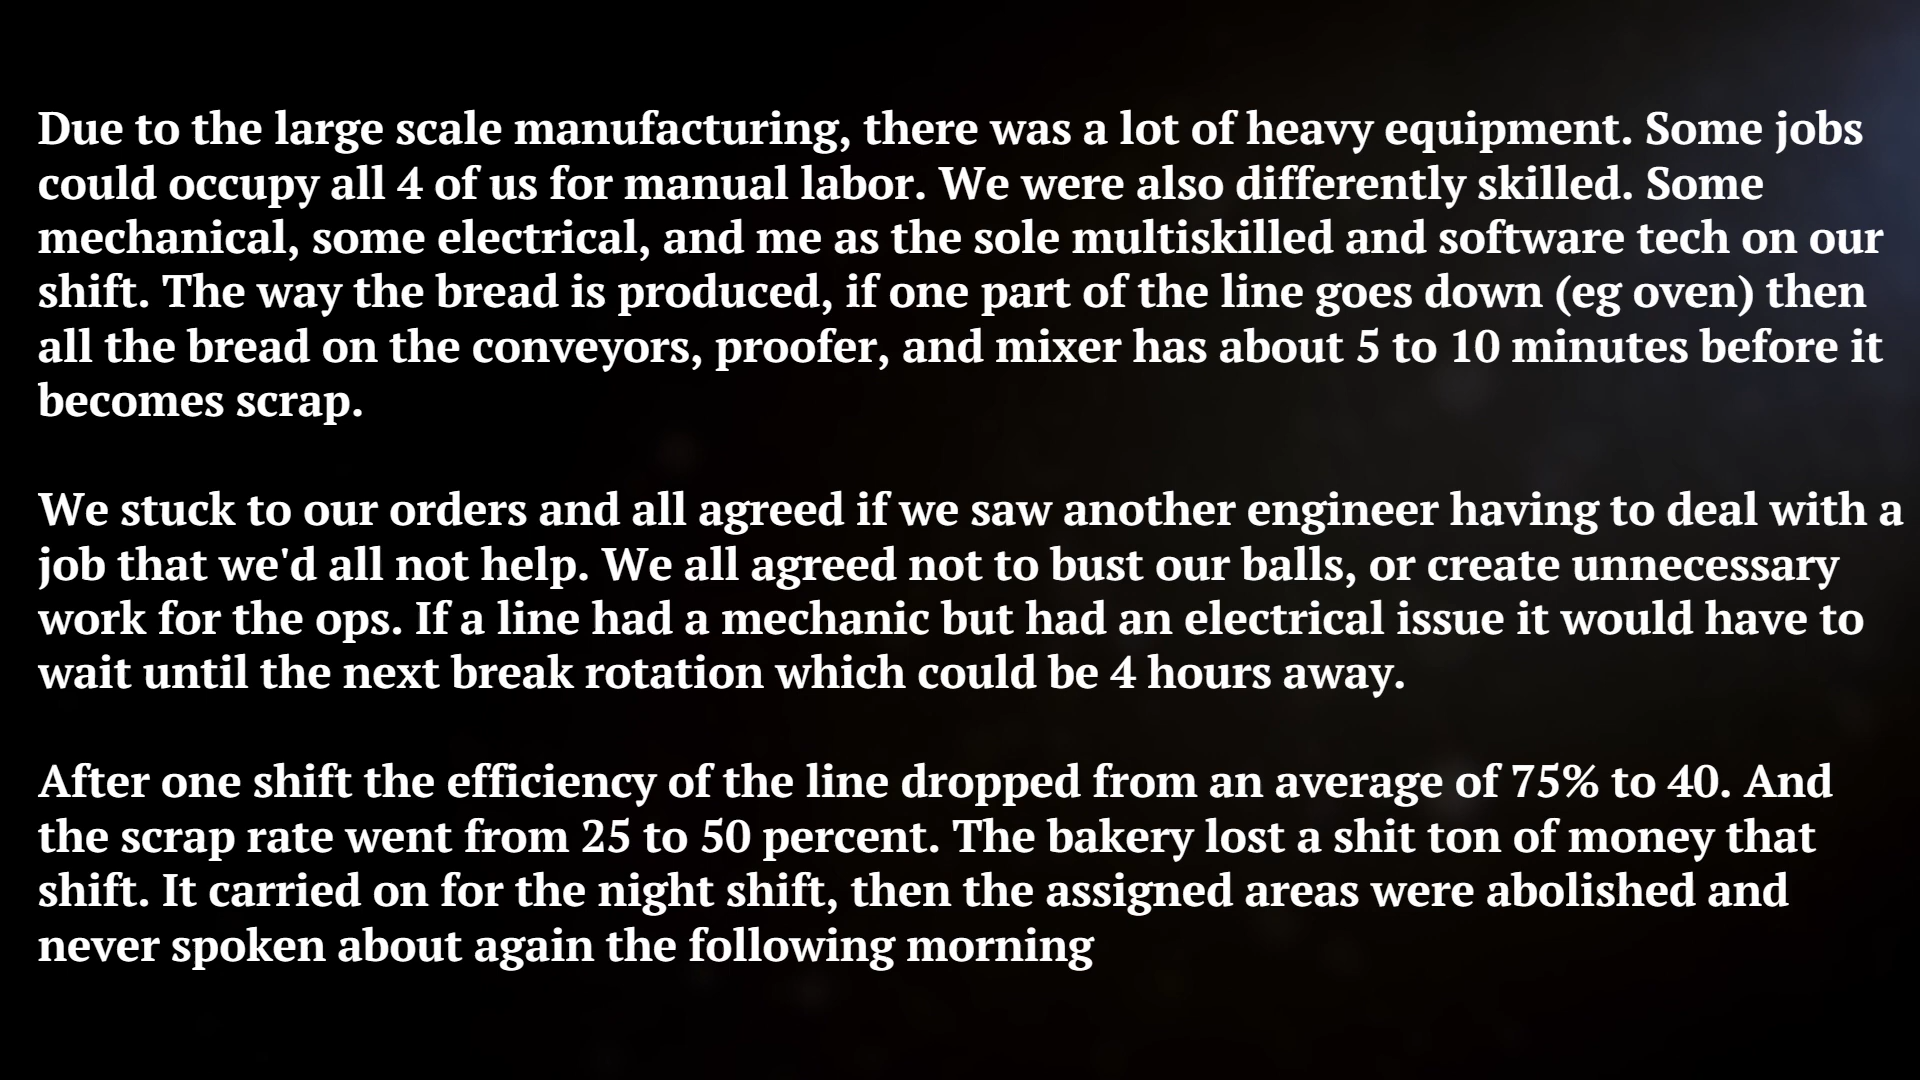 Due to the large scale manufacturing, there was a lot of heavy equipment. Some jobs
could occupy all 4 of us for manual labor. We were also differently skilled. Some
mechanical, some electrical, and me as the sole multiskilled and software tech on our
shift. The way the bread is produced, if one part of the line goes down (eg oven) then
all the bread on the conveyors, proofer, and mixer has about 5 to 10 minutes before it
becomes scrap.
We stuck to our orders and all agreed if we saw another engineer having to deal with a
job that we'd all not help. We all agreed not to bust our balls, or create unnecessary
work for the ops. If a line had a mechanic but had an electrical issue it would have to
wait until the next break rotation which could be 4 hours away.
After one shift the efficiency of the line dropped from an average of 75% to 40. And
the scrap rate went from 25 to 50 percent. The bakery lost a shit ton of money that
shift. It carried on for the night shift, then the assigned areas were abolished and
never spoken about again the following morning